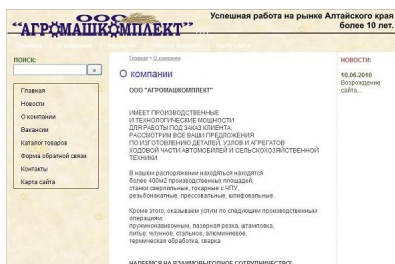 ООО
"АГРОМАШКОМПЛЕКТ"
Успешная работа на рынке Алтайского края
более 10 лет.
ПОИСК:
»
Главная
Новости
О компании
Вакансии
Каталог товаров
Форма обратной связи
Контакты
Карта сайта
Главная > О компании
О компании
ООО "АГРОМАШКОМПЛЕКТ"
ИМЕЕТ ПРОИЗВОДСТВЕННЫЕ
И ТЕХНОЛОГИЧЕСКИЕ МОЩНОСТИ
ДЛЯ РАБОТЫ ПОД ЗАКАЗ КЛИЕНТА,
РАССМОТРИМ ВСЕ ВАШИ ПРЕДЛОЖЕНИЯ
ПО ИЗГОТОВЛЕНИЮ ДЕТАЛЕЙ, УЗЛОВ И АГРЕГАТОВ
ХОДОВОЙ ЧАСТИ АВТОМОБИЛЕЙ И СЕЛЬСКОХОЗЯЙСТВЕННОЙ
ТЕХНИКИ
В нашем распоряжении находяться находятся
более 400м2 производственных площадей,
станки сверлильные, токарные с ЧПУ,
резьбонакатные, прессовальные, шлифовальные.
Кроме этого, оказываем услуги по следующим производственным
операциям:
пружинонавивочным, лазерная резка, штамповка,
литье: чугунное, стальное, алюминиевое,
термическая обработка, сварка
НАДЕЕМСЯ НА ВЗАИМОВЫГОДНОЕ СОТРУДНИЧЕСТВО!
НОВОСТИ:
10.06.2010
Возрождение
сайта...